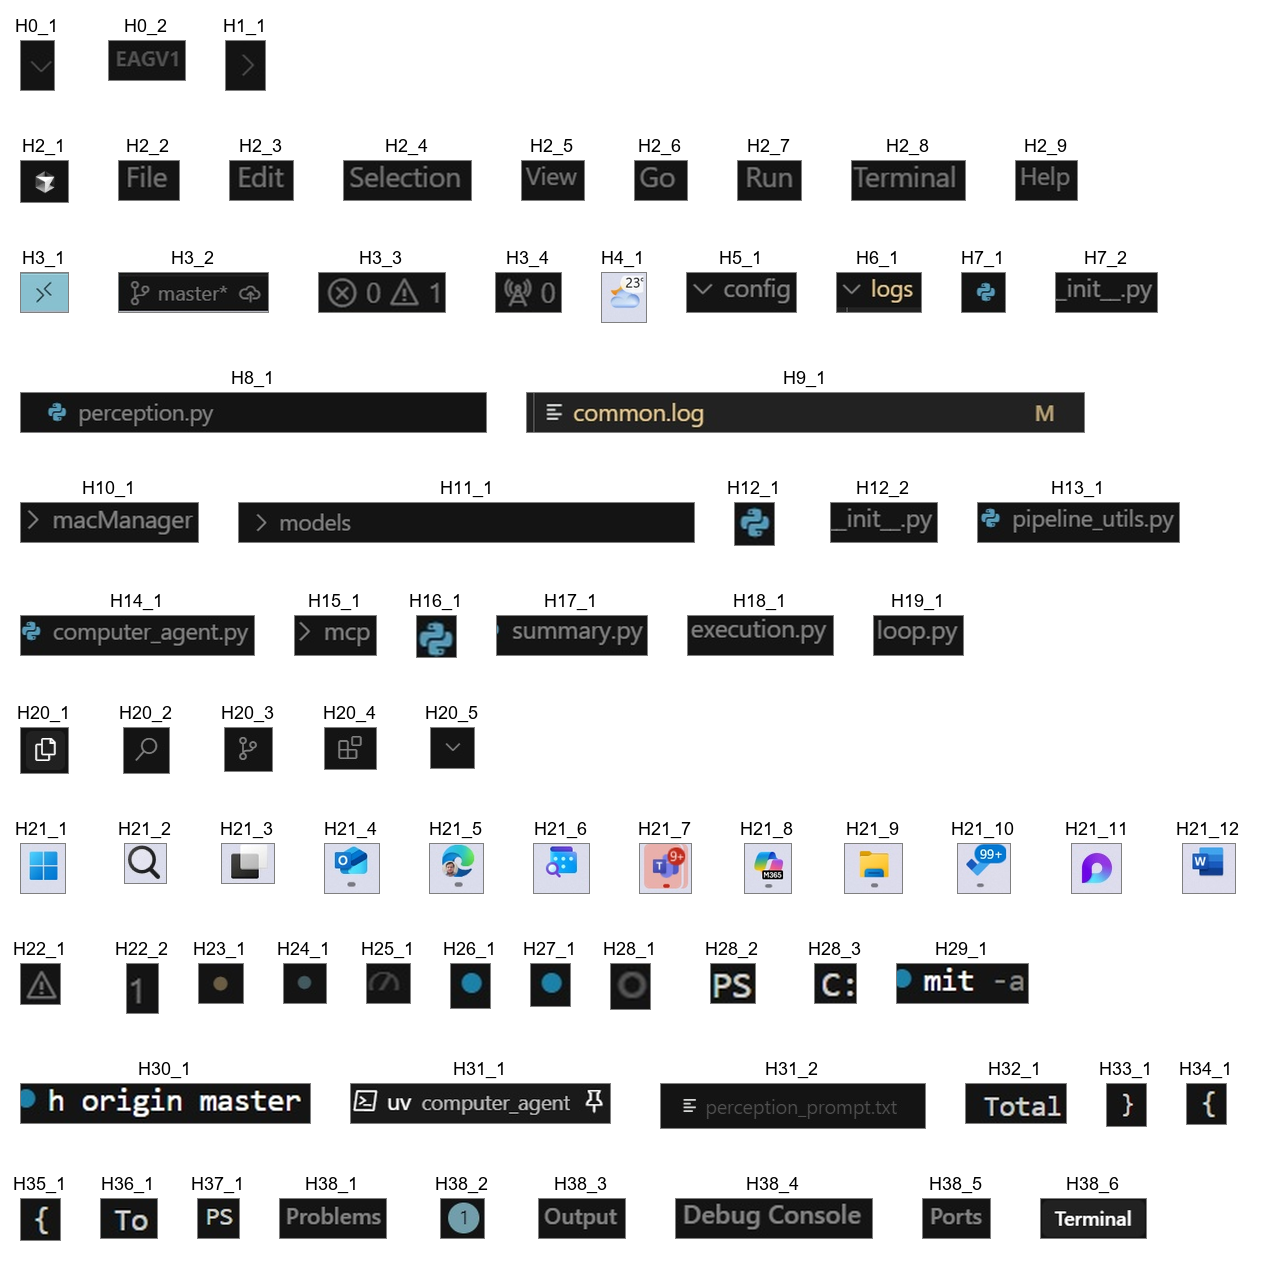 H0_1 H0_2 H1_1
EAGV1
H2_1 H2_2 H2_3 H2_4 H2_5 H2_6 H2_7 H2_8 H2_9
File Edit Selection View Go Run Terminal Help
H3_1 H3_2 H3_3 H3_4 H4_1 H5_1 H6_1 H7_1 H7_2
master* 0 1 0 23° config logs _init__.py
H8_1 H9_1
perception.py common.log M
H10_1 H11_1 H12_1 H12_2 H13_1
macManager models __init__.py pipeline_utils.py
H14_1 H15_1 H16_1 H17_1 H18_1 H19_1
computer_agent.py mcp summary.py execution.py loop.py
H20_1 H20_2 H20_3 H20_4 H20_5
H21_1 H21_2 H21_3 H21_4 H21_5 H21_6 H21_7 H21_8 H21_9 H21_10 H21_11 H21_12
O T 9+ M365 99+ W
H22_1 H22_2 H23_1 H24_1 H25_1 H26_1 H27_1 H28_1 H28_2 H28_3 H29_1
1 PS C: mit -a
H30_1 H31_1 H31_2 H32_1 H33_1 H34_1
h origin master uv computer_agent perception_prompt.txt Total } {
H35_1 H36_1 H37_1 H38_1 H38_2 H38_3 H38_4 H38_5 H38_6
{ To PS Problems 1 Output Debug Console Ports Terminal